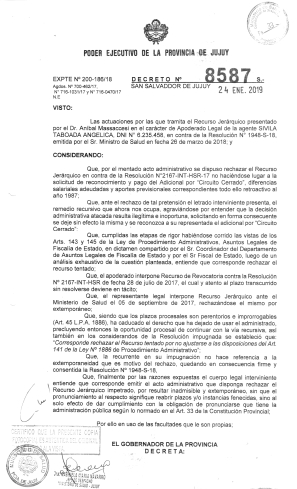 PODER EJECUTIVO DE LA PROVINCIA DE JUJUY
EXPTE Nº 200-186/18
Agdos. Nº 700-462/17,
Nº 716-1031/17 y Nº 716-0470/17
N.E
DECRETO Nº 8587 S.-
SAN SALVADOR DE JUJUY 24 ENE. 2019
VISTO:
Las actuaciones por las que tramita el Recurso Jerárquico presentado
por el Dr. Aníbal Massaccesi en el carácter de Apoderado Legal de la agente SIVILA
TABOADA ANGELICA, DNI Nº 6.235.458, en contra de la Resolución Nº 1948-S-18,
emitida por el Sr. Ministro de Salud en fecha 26 de marzo de 2018; y
CONSIDERANDO:
Que, por el mentado acto administrativo se dispuso rechazar el Recurso
Jerárquico en contra de la Resolución Nº2167-INT-HSR-17 no haciéndose lugar a la
solicitud de reconocimiento y pago del Adicional por "Circuito Cerrado", diferencias
salariales adeudadas y aportes previsionales correspondientes todo ello retroactivo al
año 1987;
Que, ante el rechazo de tal pretensión el letrado interviniente presenta, el
remedio recursivo que ahora nos ocupa, agraviándose por entender que la decisión
administrativa atacada resulta ilegítima e inoportuna, solicitando en forma consecuente
se deje sin efecto la misma y se reconozca a su representada el adicional por "Circuito
Cerrado";
Que, cumplidas las etapas de rigor habiéndose corrido las vistas de los
Arts. 143 y 145 de la Ley de Procedimiento Administrativos, Asuntos Legales de
Fiscalía de Estado, en dictamen compartido por el Sr. Coordinador del Departamento
de Asuntos Legales de Fiscalía de Estado y por el Sr. Fiscal de Estado, luego de un
análisis exhaustivo de la cuestión planteada, entiende que corresponde rechazar el
recurso tentado;
Que, el apoderado interpone Recurso de Revocatoria contra la Resolución
Nº 2167-INT-HSR de fecha 28 de julio de 2017, el cual y atento al plazo transcurrido
sin resolverse deviene en tácito;
Que, el representante legal interpone Recurso Jerárquico ante el
Ministerio de Salud el 05 de septiembre de 2017, rechazándose el mismo por
extemporáneo;
Que, siendo que los plazos procesales son perentorios e improrrogables
(Art. 45 L.P.A. 1886), ha caducado el derecho que ha dejado de usar el administrado,
precluyendo entonces la oportunidad procesal de continuar con la vía recursiva, así
también en los considerandos de la Resolución impugnada se estableció que:
"Corresponde rechazar el Recurso tentado por no ajustarse a las disposiciones del Art.
141 de la Ley Nº 1886 de Procedimiento Administrativo";
Que, la recurrente en su impugnación no hace referencia a la
extemporaneidad que es motivo del rechazo, quedando en consecuencia firme y
consentida la Resolución Nº 1948-S-18.
Que, finalmente por las razones expuestas el cuerpo legal interviniente
entiende que corresponde emitir el acto administrativo que disponga rechazar el
Recurso Jerárquico impetrado, por resultar inadmisible y extemporáneo, sin que el
pronunciamiento al respecto signifique reabrir plazos y/o instancias fenecidas, sino al
solo efecto de dar cumplimiento con la obligación de pronunciarse que tiene la
administración pública según lo normado en el Art. 33 de la Constitución Provincial;
Por ello en uso de las facultades que le son propias;
EL GOBERNADOR DE LA PROVINCIA
DECRETA: